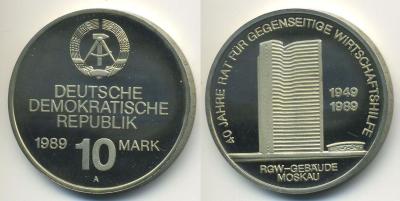 DEUTSCHE
DEMOKRATISCHE
REPUBLIK
1989 10 MARK
A
40 JAHRE RAT FÜR GEGENSEITIGE WIRTSCHAFTSHILFE
1949
1989
RGW-GEBÄUDE
MOSKAU